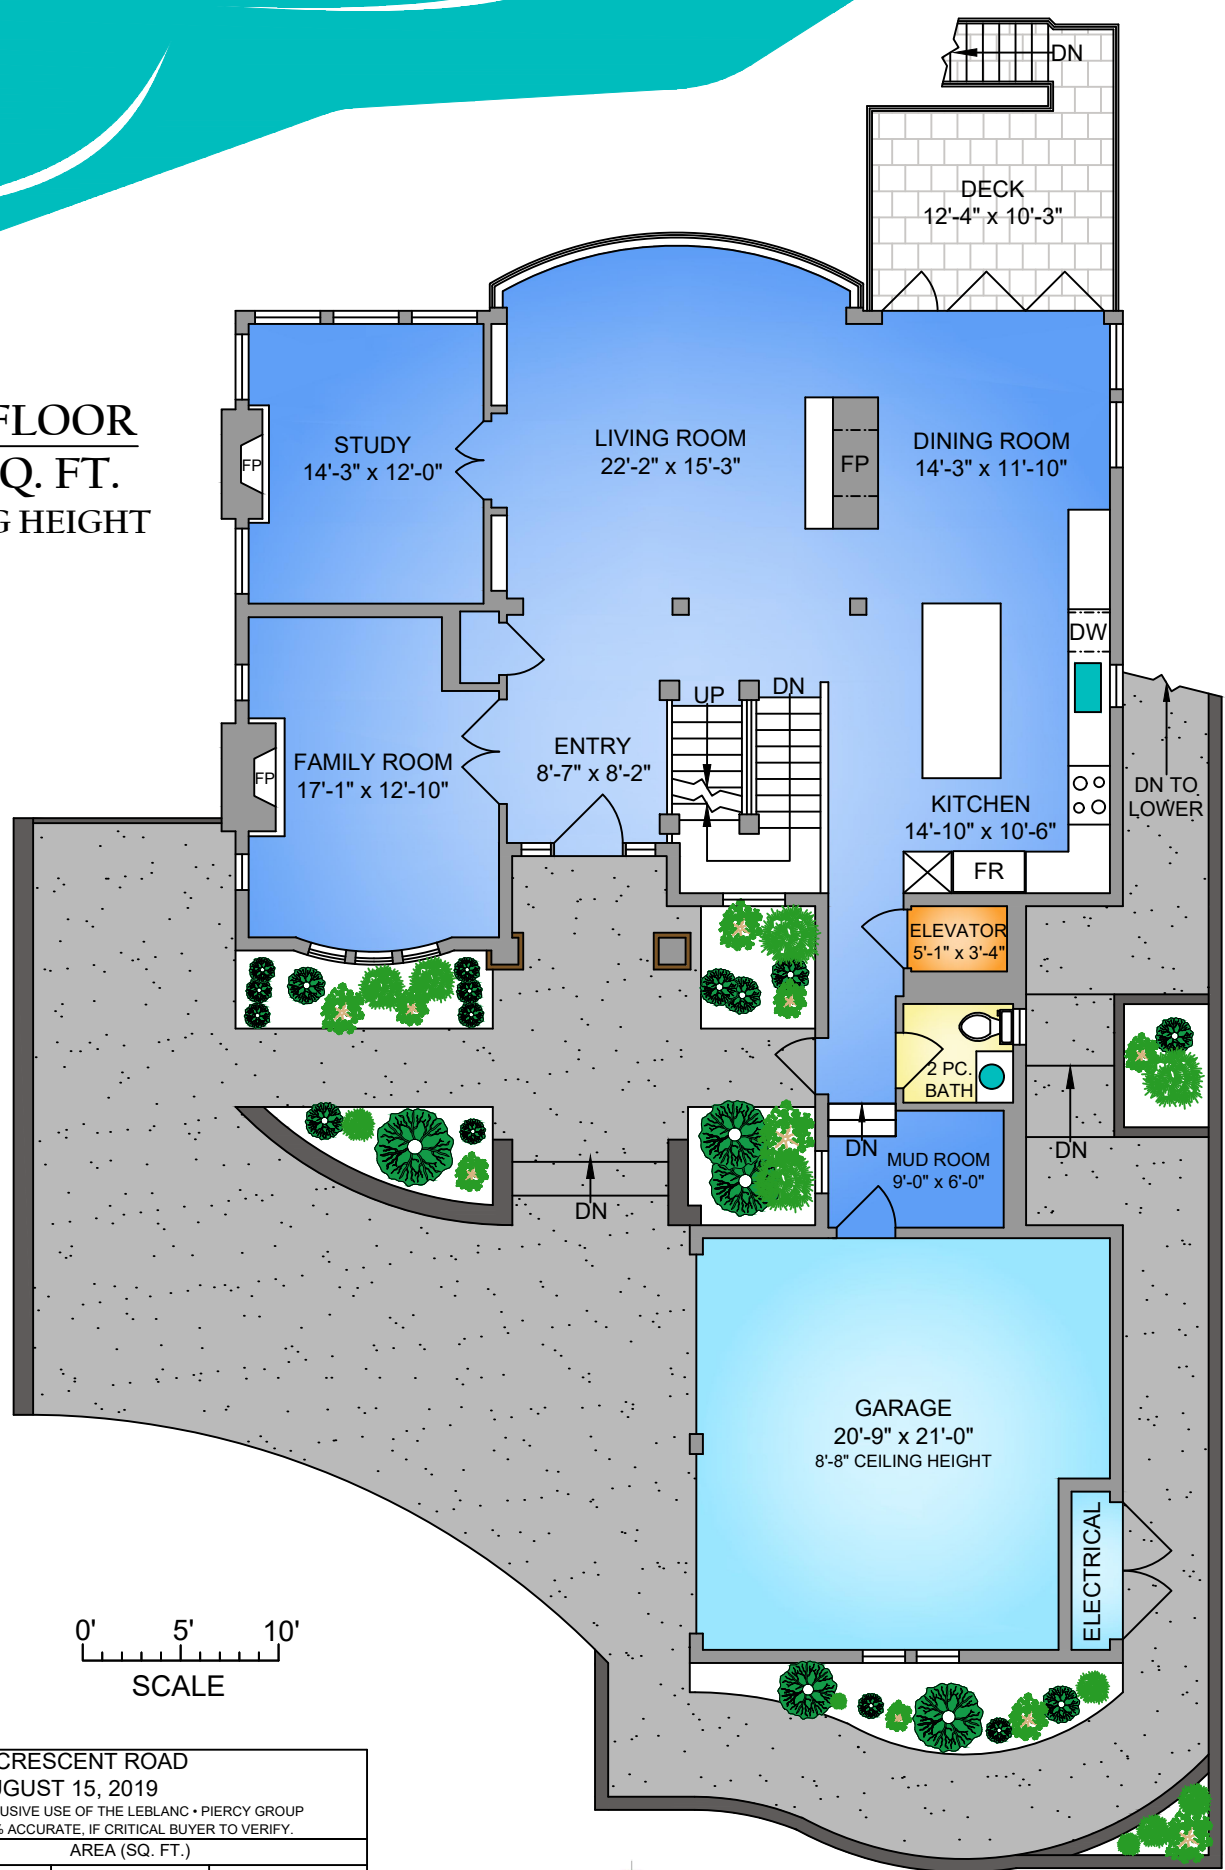 DN
DECK
12'-4" x 10'-3"
FLOOR
Q. FT.
G HEIGHT
STUDY
14'-3" x 12'-0"
FP
LIVING ROOM
22'-2" x 15'-3"
FP
DINING ROOM
14'-3" x 11'-10"
DW
UP
DN
ENTRY
8'-7" x 8'-2"
FAMILY ROOM
17'-1" x 12'-10"
FP
KITCHEN
14'-10" x 10'-6"
DN TO
LOWER
FR
ELEVATOR
5'-1" x 3'-4"
2 PC.
BATH
DN
MUD ROOM
9'-0" x 6'-0"
DN
DN
GARAGE
20'-9" x 21'-0"
8'-8" CEILING HEIGHT
ELECTRICAL
0' 5' 10'
SCALE
CRESCENT ROAD
UGUST 15, 2019
USIVE USE OF THE LEBLANC • PIERCY GROUP
% ACCURATE, IF CRITICAL BUYER TO VERIFY.
AREA (SQ. FT.)